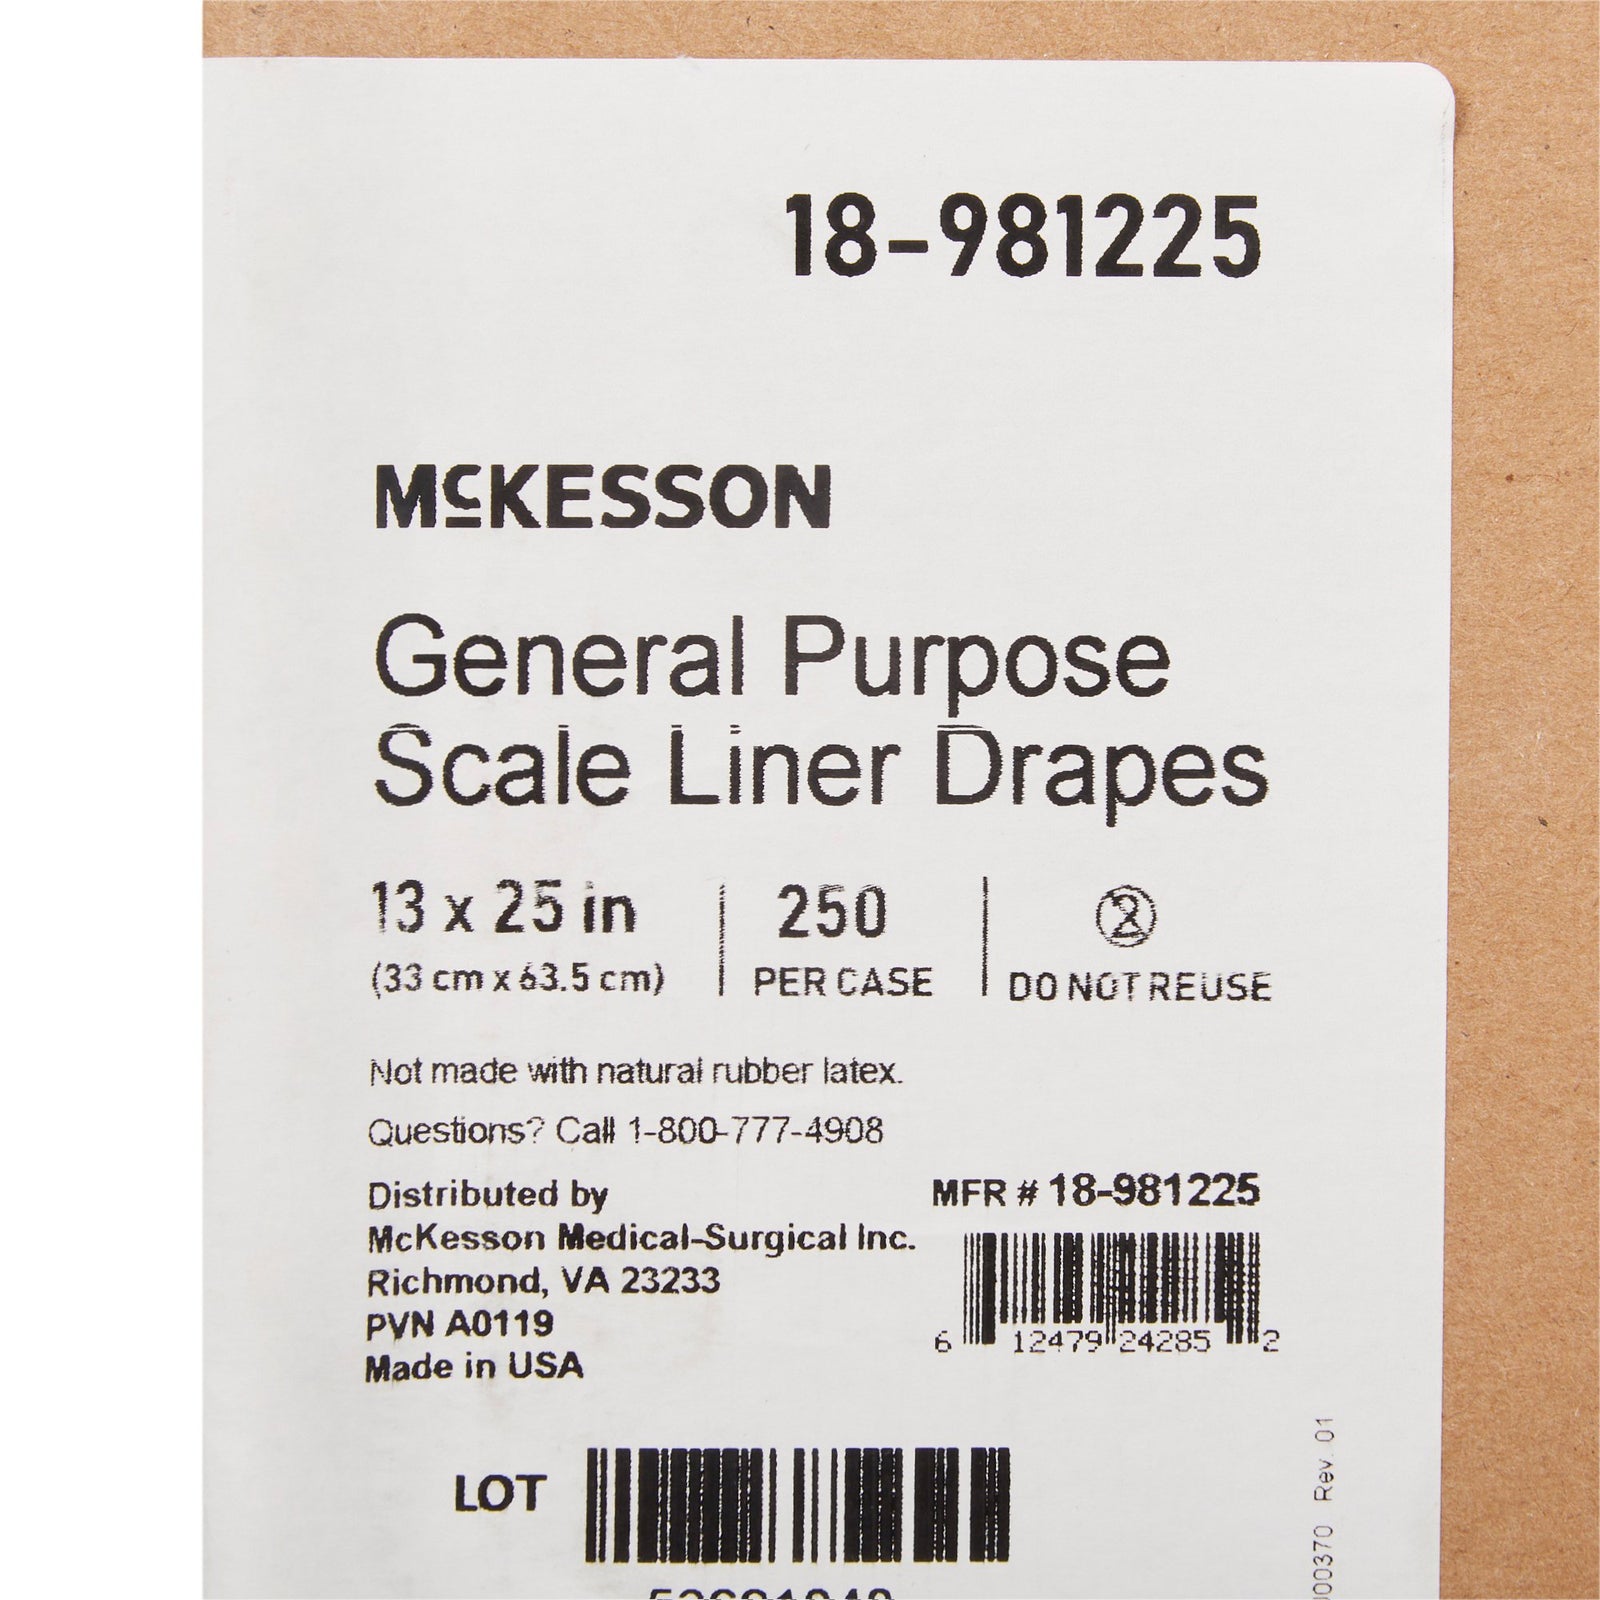 18-981225
McKESSON
General Purpose
Scale Liner Drapes
13 x 25 in
(33 cm x 63.5 cm)
250
PER CASE
2
DO NOT REUSE
Not made with natural rubber latex.
Questions? Call 1-800-777-4908
Distributed by
McKesson Medical-Surgical Inc.
Richmond, VA 23233
PVN A0119
Made in USA
MFR # 18-981225
6 12479 24285 2
LOT
Rev. 01